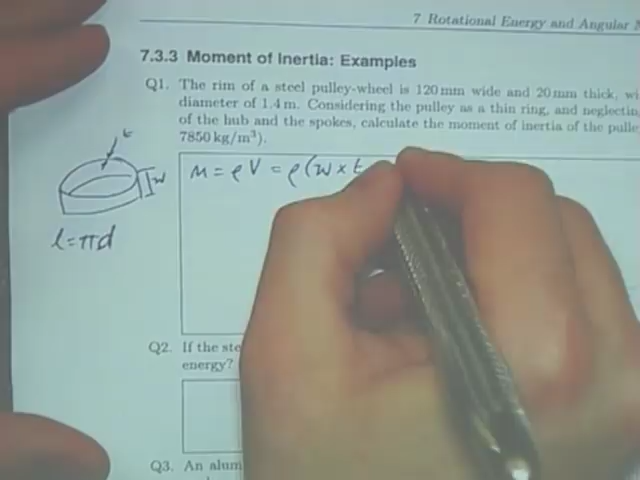 7 Rotational Energy and Angular
7.3.3 Moment of Inertia: Examples
Q1. The rim of a steel pulley-wheel is 120 mm wide and 20 mm thick, wi
diameter of 1.4 m. Considering the pulley as a thin ring, and neglectin
of the hub and the spokes, calculate the moment of inertia of the pulle
7850 kg/m³).
t
w
l = πd
M = ρV = ρ(w × t
Q2. If the ste
energy?
Q3. An alum